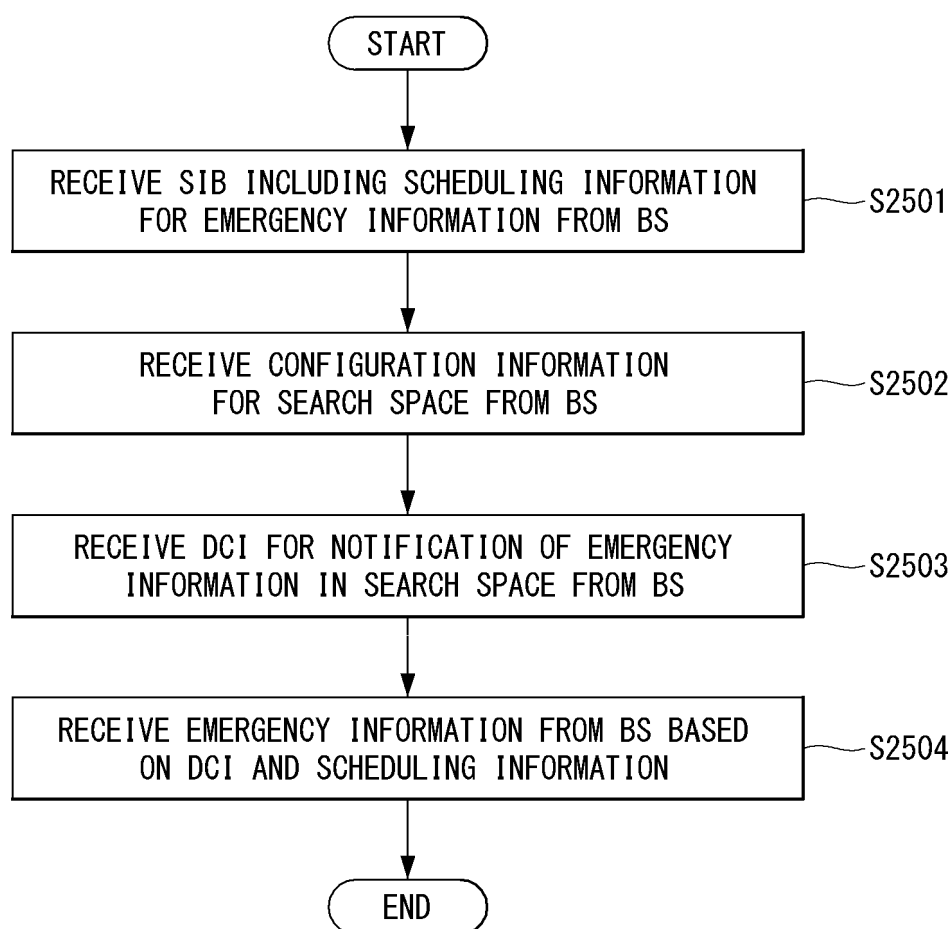 START
RECEIVE SIB INCLUDING SCHEDULING INFORMATION
FOR EMERGENCY INFORMATION FROM BS
S2501
RECEIVE CONFIGURATION INFORMATION
FOR SEARCH SPACE FROM BS
S2502
RECEIVE DCI FOR NOTIFICATION OF EMERGENCY
INFORMATION IN SEARCH SPACE FROM BS
S2503
RECEIVE EMERGENCY INFORMATION FROM BS BASED
ON DCI AND SCHEDULING INFORMATION
S2504
END